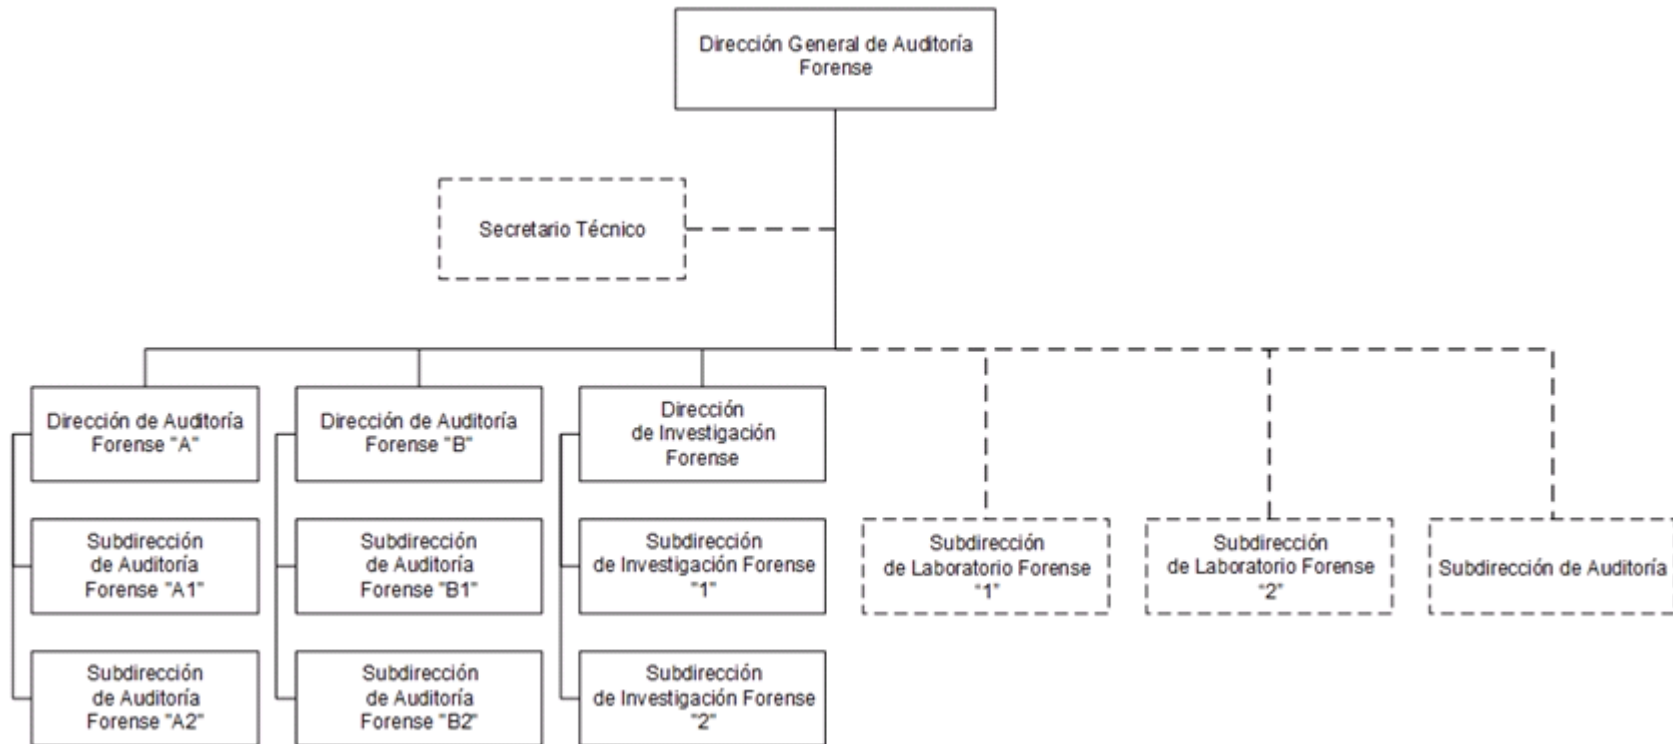 Dirección General de Auditoría
Forense
Secretario Técnico
Dirección de Auditoría
Forense "A"
Dirección de Auditoría
Forense "B"
Dirección
de Investigación
Forense
Subdirección
de Auditoría
Forense "A1"
Subdirección
de Auditoría
Forense "B1"
Subdirección
de Investigación Forense
"1"
Subdirección
de Laboratorio Forense
“1”
Subdirección
de Laboratorio Forense
“2”
Subdirección de Auditoría
Subdirección
de Auditoría
Forense "A2"
Subdirección
de Auditoría
Forense "B2"
Subdirección
de Investigación Forense
"2"